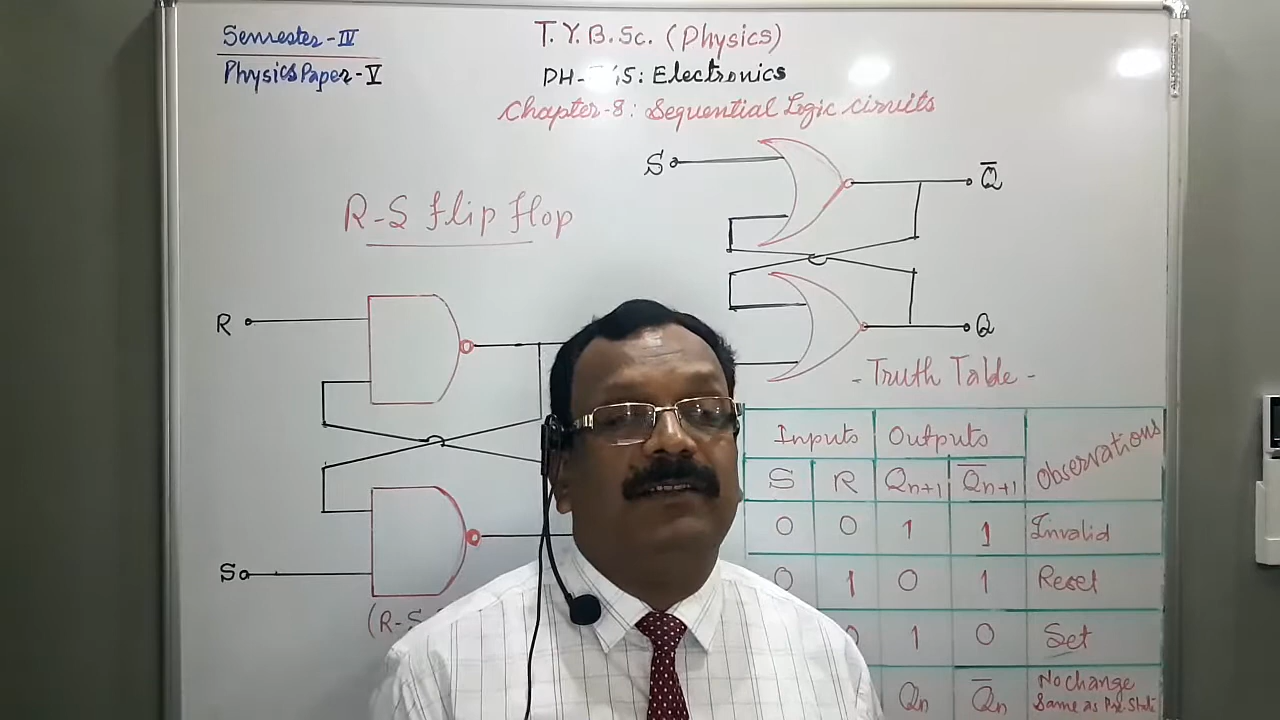 Semester-IV
Physics Paper-V
T.Y.B.Sc. (Physics)
: Electronics
Chapter-8: Sequential Logic circuits
R-S flip flop
S
Q̅
Q
R
S
(R-S
- Truth Table -
Inputs Outputs Observations
S R Qn+1 Q̅n+1
0 0 1 1 Invalid
0 1 0 1 Reset
1 0 Set
Qn Q̅n No change
Same as Pre. State